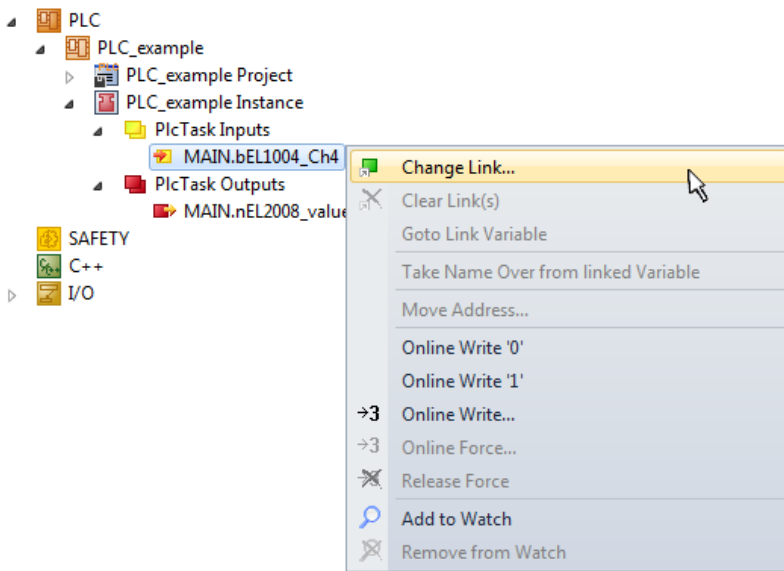 PLC
PLC_example
PLC_example Project
PLC_example Instance
PlcTask Inputs
MAIN.bEL1004_Ch4
PlcTask Outputs
MAIN.nEL2008_value
SAFETY
C++
I/O
Change Link...
Clear Link(s)
Goto Link Variable
Take Name Over from linked Variable
Move Address...
Online Write '0'
Online Write '1'
→3 Online Write...
→3 Online Force...
Release Force
Add to Watch
Remove from Watch